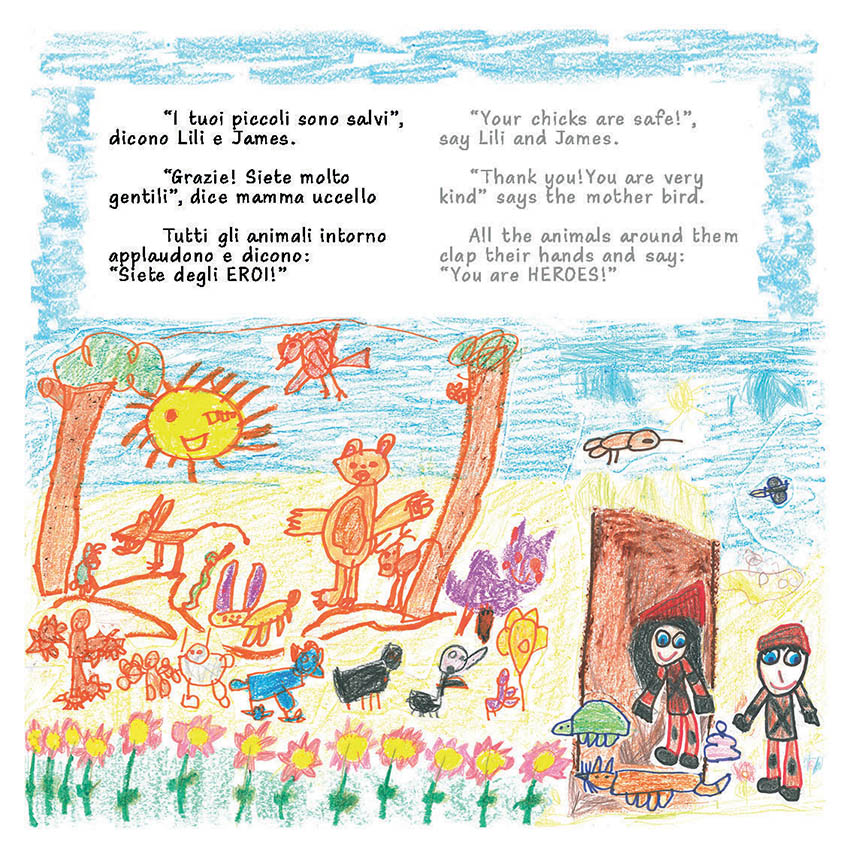 “I tuoi piccoli sono salvi”,
dicono Lili e James.
“Grazie! Siete molto
gentili”, dice mamma uccello
Tutti gli animali intorno
applaudono e dicono:
“Siete degli EROI!”
“Your chicks are safe!”,
say Lili and James.
“Thank you!You are very
kind” says the mother bird.
All the animals around them
clap their hands and say:
“You are HEROES!”